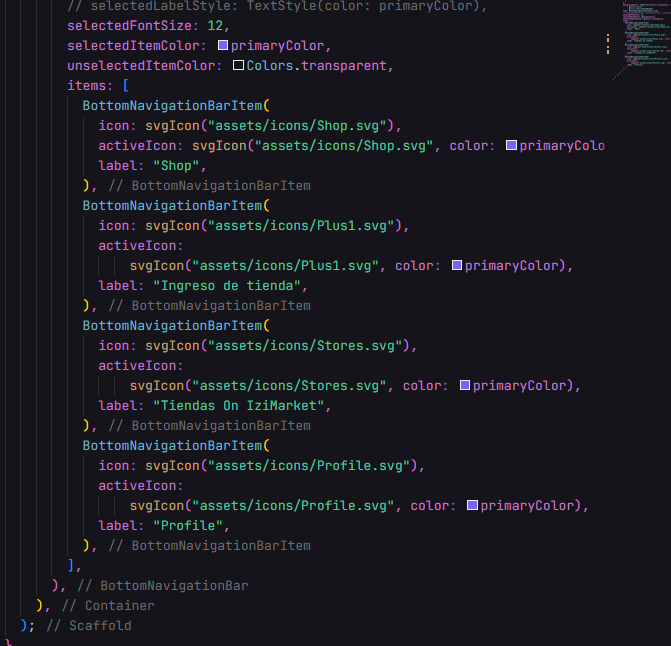 // selectedLabelStyle: TextStyle(color: primaryColor),
selectedFontSize: 12,
selectedItemColor: primaryColor,
unselectedItemColor: Colors.transparent,
items: [
BottomNavigationBarItem(
icon: svgIcon("assets/icons/Shop.svg"),
activeIcon: svgIcon("assets/icons/Shop.svg", color: primaryColo
label: "Shop",
), // BottomNavigationBarItem
BottomNavigationBarItem(
icon: svgIcon("assets/icons/Plus1.svg"),
activeIcon:
svgIcon("assets/icons/Plus1.svg", color: primaryColor),
label: "Ingreso de tienda",
), // BottomNavigationBarItem
BottomNavigationBarItem(
icon: svgIcon("assets/icons/Stores.svg"),
activeIcon:
svgIcon("assets/icons/Stores.svg", color: primaryColor),
label: "Tiendas On IziMarket",
), // BottomNavigationBarItem
BottomNavigationBarItem(
icon: svgIcon("assets/icons/Profile.svg"),
activeIcon:
svgIcon("assets/icons/Profile.svg", color: primaryColor),
label: "Profile",
), // BottomNavigationBarItem
],
), // BottomNavigationBar
), // Container
); // Scaffold
}